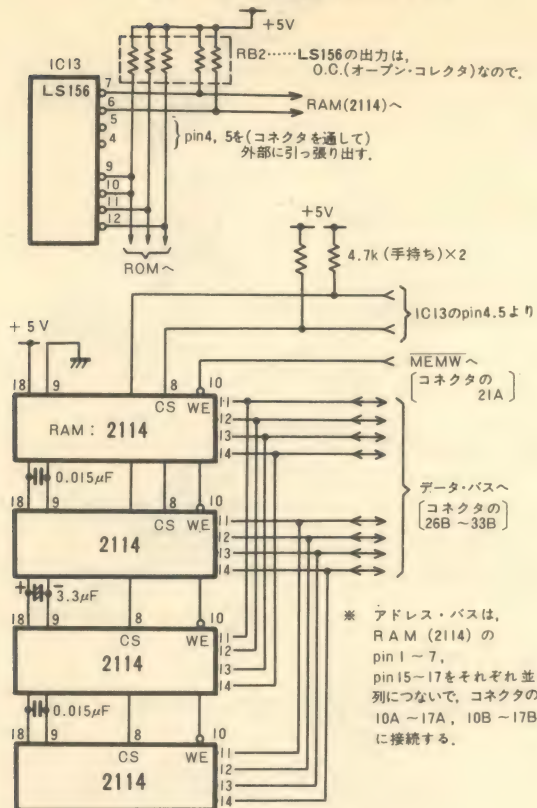 +5V
IC13
RB2……LS156の出力は,
O.C.(オープン・コレクタ)なので.
LS156
7
6
RAM(2114)へ
5
4
pin4, 5を(コネクタを通して)
外部に引っ張り出す.
9
10
11
12
ROMへ
+5V
4.7k(手持ち)×2
IC13のpin4.5より
+5V
MEMWへ
コネクタの
21A
18
9
8
10
CS
WE
RAM: 2114
11
12
13
14
0.015μF
18
9
8
10
CS
WE
2114
11
12
13
14
データ・バスへ
コネクタの
26B~33B
+
-
3.3μF
18
9
8
10
CS
WE
2114
11
12
13
14
0.015μF
18
9
8
10
CS
WE
2114
11
12
13
14
※ アドレス・バスは,
RAM(2114)の
pin1~7,
pin15~17をそれぞれ並
列につないで, コネクタの
10A~17A, 10B~17B
に接続する.